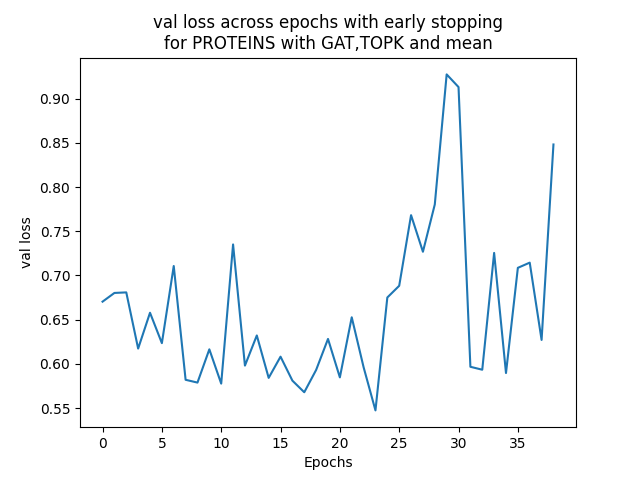 val loss across epochs with early stopping
for PROTEINS with GAT,TOPK and mean
0.90
0.85
0.80
0.75
0.70
0.65
0.60
0.55
val loss
0 5 10 15 20 25 30 35
Epochs